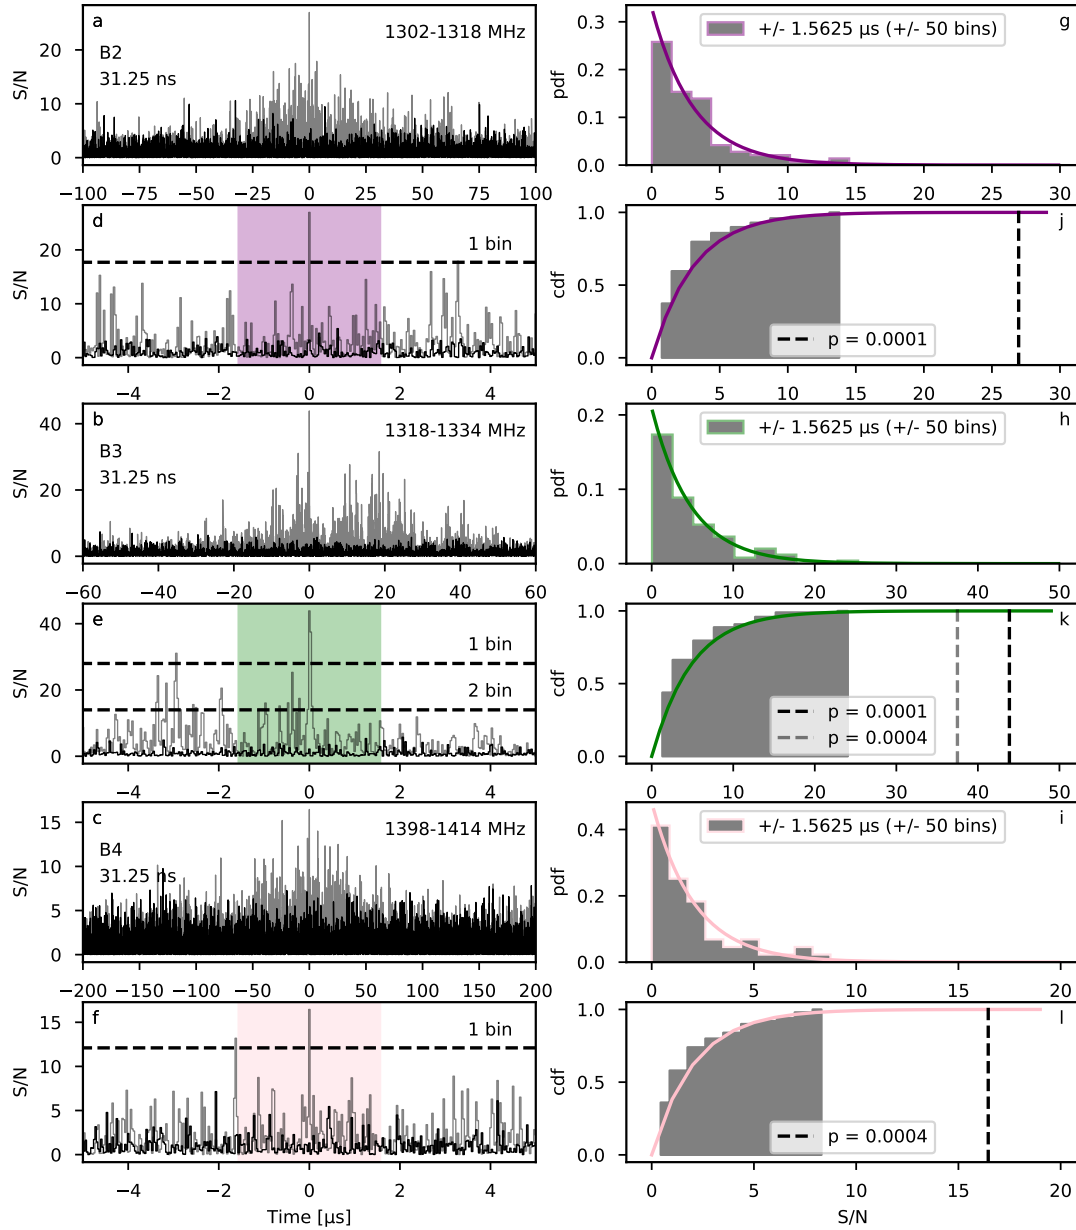 a
B2
31.25 ns
1302-1318 MHz
S/N
20
10
0
−100 −75 −50 −25 0 25 50 75 100
g
+/- 1.5625 µs (+/- 50 bins)
pdf
0.3
0.2
0.1
0.0
0 5 10 15 20 25 30
d
1 bin
S/N
20
10
0
−4 −2 0 2 4
j
cdf
1.0
0.5
0.0
p = 0.0001
0 5 10 15 20 25 30
b
B3
31.25 ns
1318-1334 MHz
S/N
40
20
0
−60 −40 −20 0 20 40 60
h
+/- 1.5625 µs (+/- 50 bins)
pdf
0.2
0.1
0.0
0 10 20 30 40 50
e
1 bin
2 bin
S/N
40
20
0
−4 −2 0 2 4
k
cdf
1.0
0.5
0.0
p = 0.0001
p = 0.0004
0 10 20 30 40 50
c
B4
31.25 ns
1398-1414 MHz
S/N
15
10
5
0
−200 −150 −100 −50 0 50 100 150 200
i
+/- 1.5625 µs (+/- 50 bins)
pdf
0.4
0.2
0.0
0 5 10 15 20
f
1 bin
S/N
15
10
5
0
−4 −2 0 2 4
Time [µs]
l
cdf
1.0
0.5
0.0
p = 0.0004
0 5 10 15 20
S/N